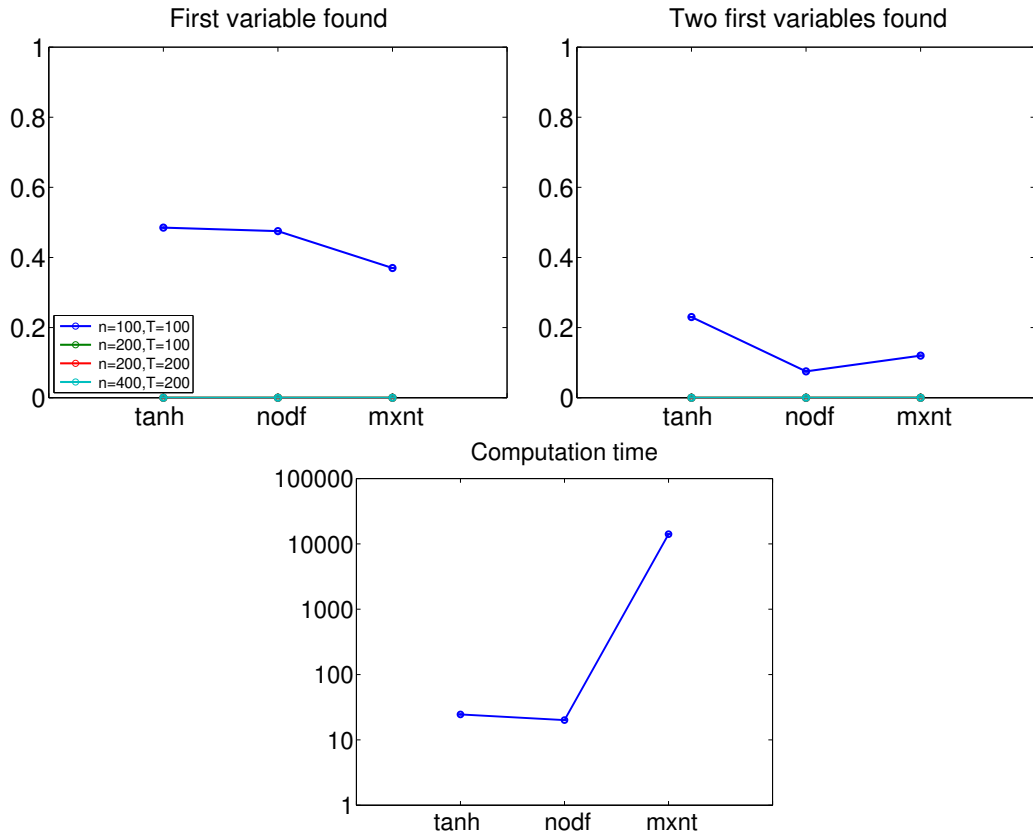 First variable found
1
0.8
0.6
0.4
0.2
0
n=100,T=100
n=200,T=100
n=200,T=200
n=400,T=200
tanh nodf mxnt
Two first variables found
1
0.8
0.6
0.4
0.2
0
tanh nodf mxnt
Computation time
100000
10000
1000
100
10
1
tanh nodf mxnt